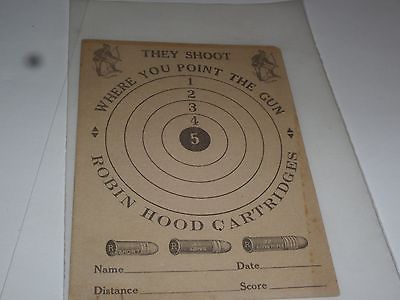 THEY SHOOT
WHERE YOU POINT THE GUN
1
2
3
4
5
ROBIN HOOD CARTRIDGES
Name Date
Distance Score